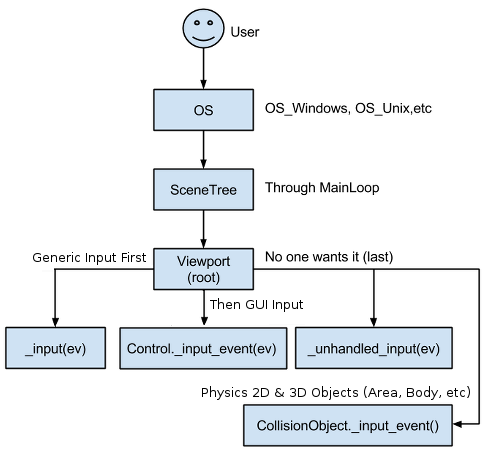 User
OS
OS_Windows, OS_Unix,etc
SceneTree
Through MainLoop
Generic Input First
Viewport
(root)
No one wants it (last)
Then GUI Input
_input(ev)
Control._input_event(ev)
_unhandled_input(ev)
Physics 2D & 3D Objects (Area, Body, etc)
CollisionObject._input_event()